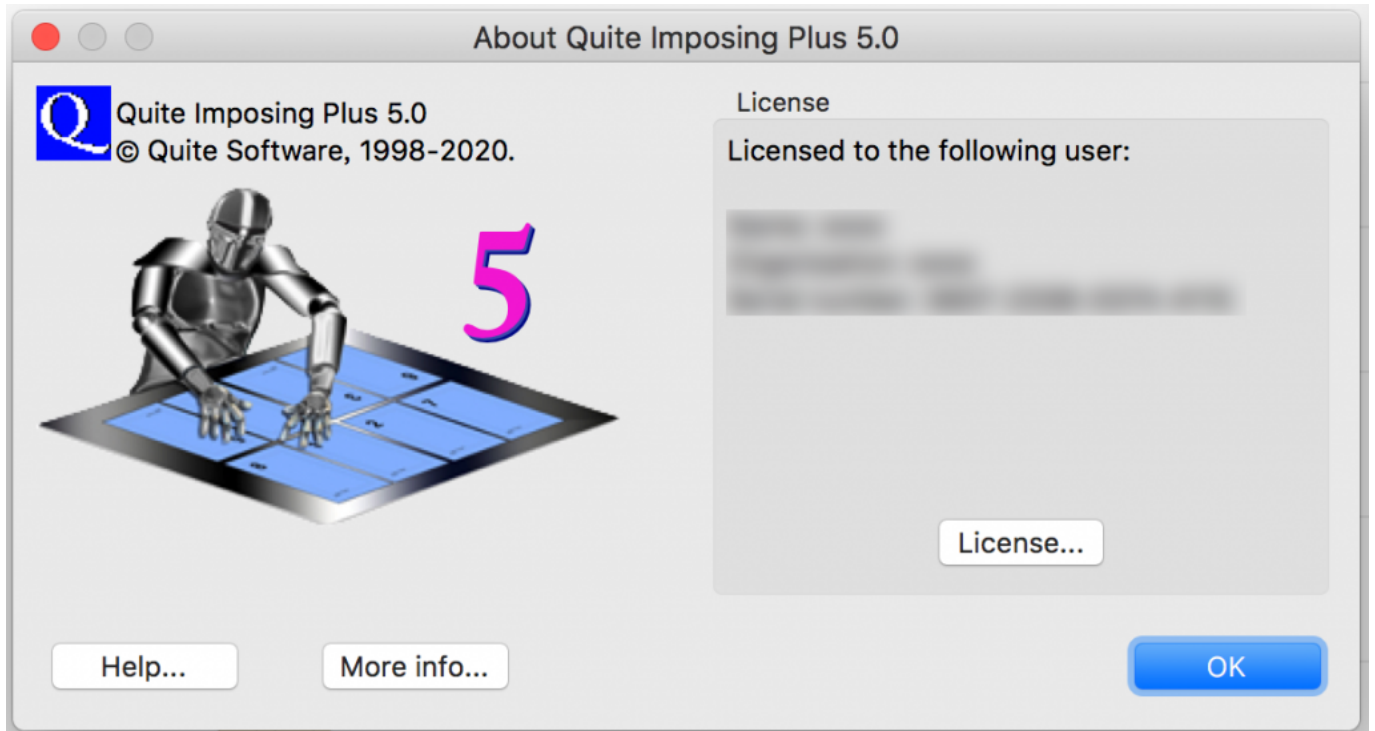 About Quite Imposing Plus 5.0
Q
Quite Imposing Plus 5.0
© Quite Software, 1998-2020.
5
License
Licensed to the following user:
License...
Help...
More info...
OK